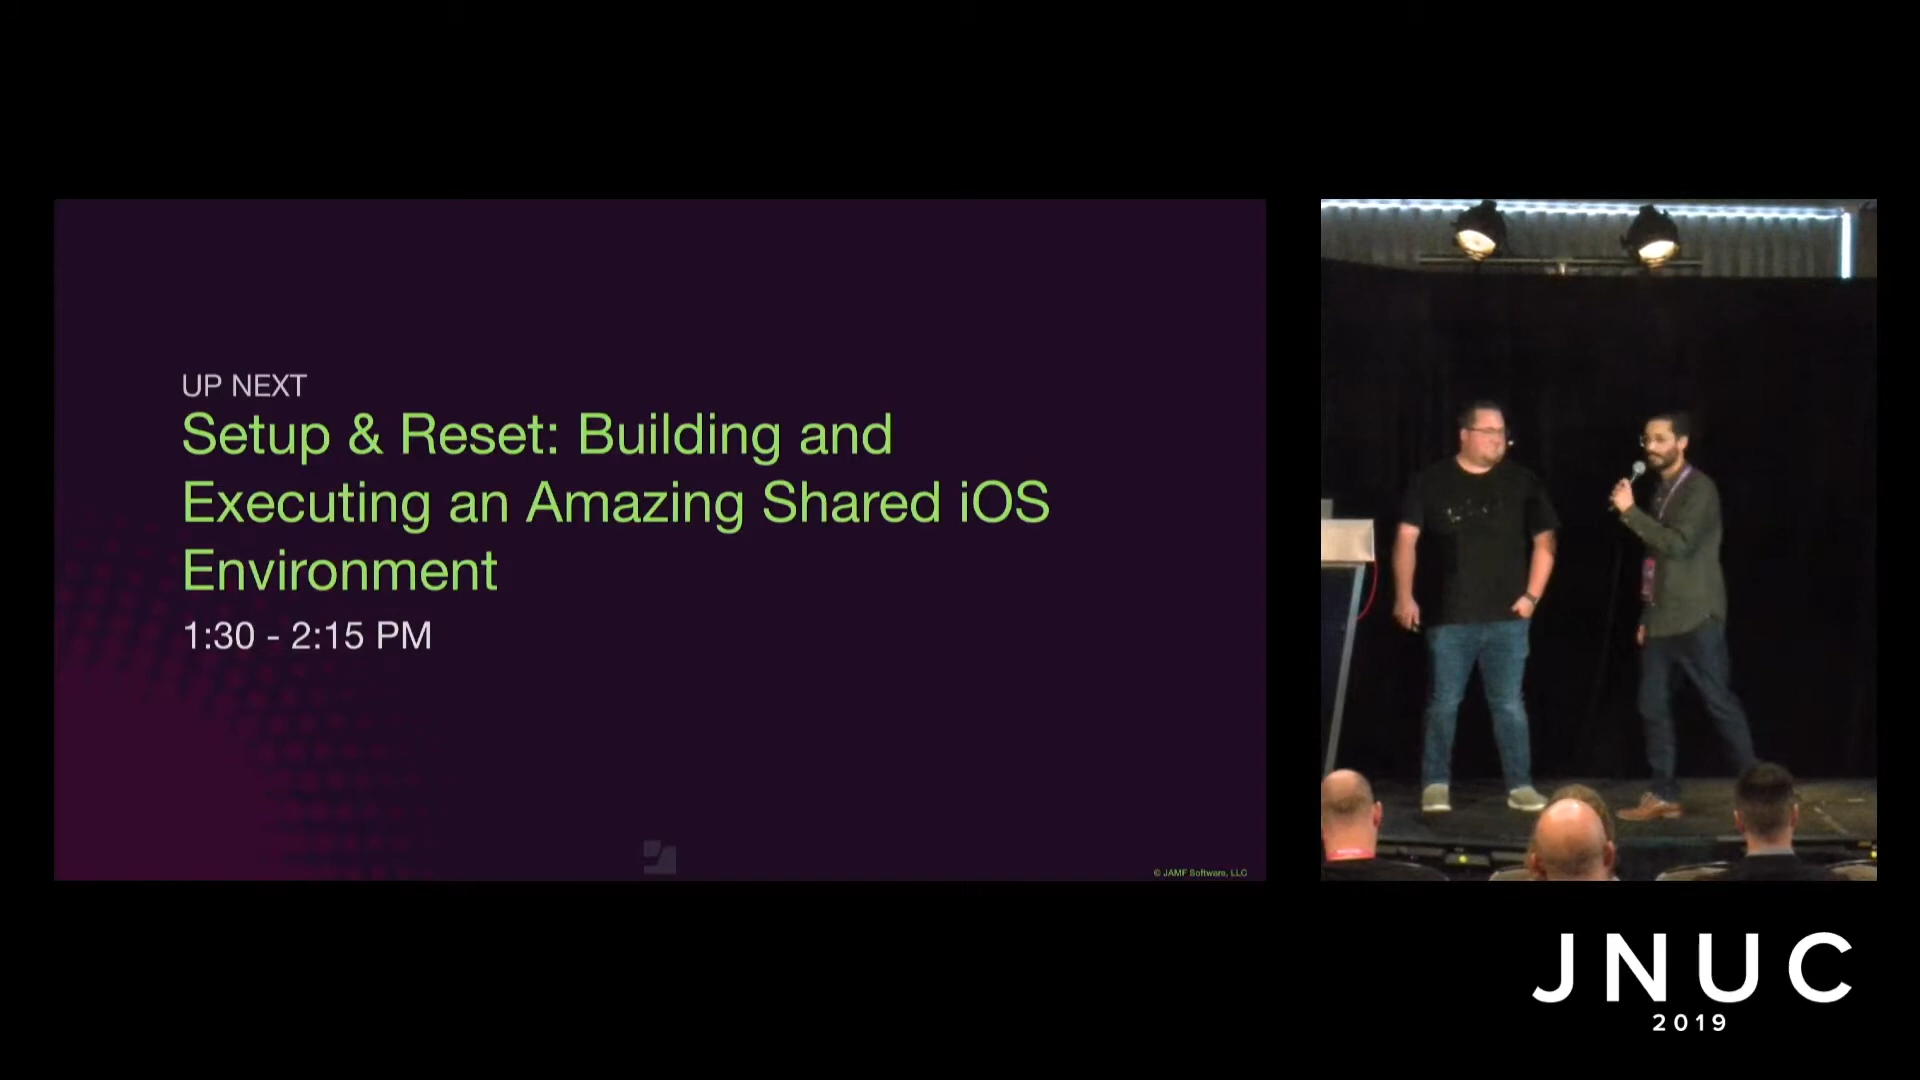 UP NEXT
Setup & Reset: Building and
Executing an Amazing Shared iOS
Environment
1:30 - 2:15 PM
© JAMF Software, LLC
JNUC
2019